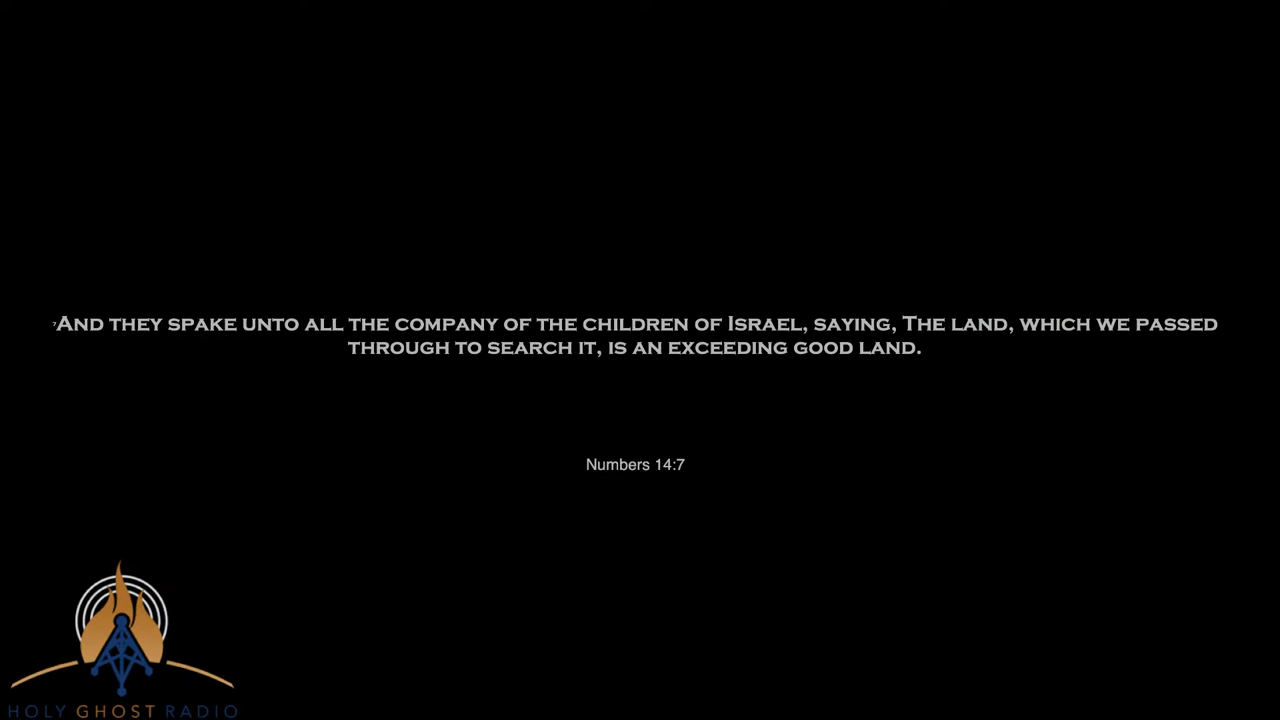 7And they spake unto all the company of the children of Israel, saying, The land, which we passed
through to search it, is an exceeding good land.
Numbers 14:7
HOLY GHOST RADIO